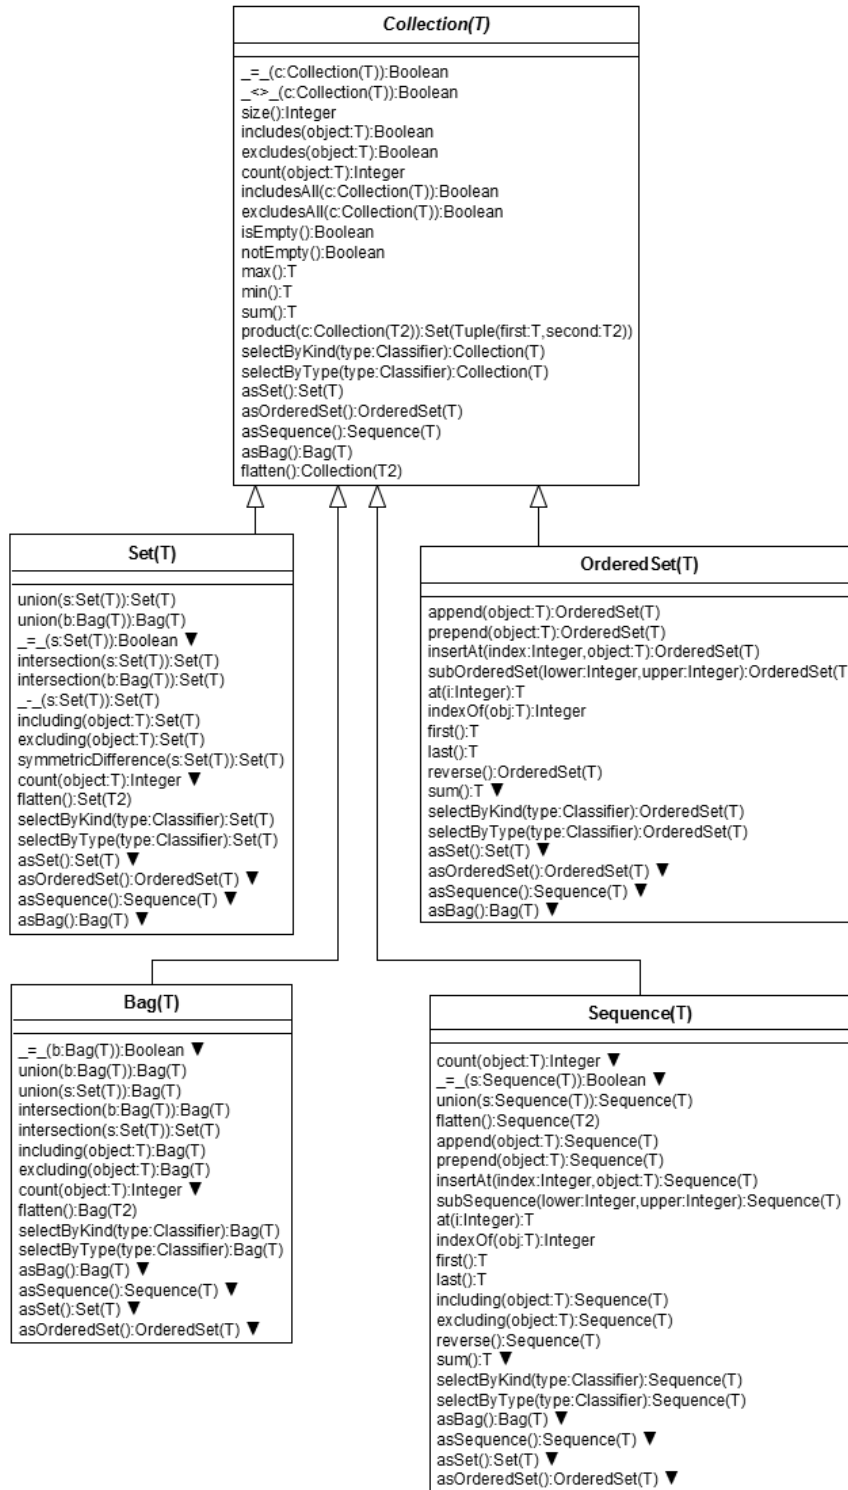 Collection(T)
_=_(c:Collection(T)):Boolean
_<>_(c:Collection(T)):Boolean
size():Integer
includes(object:T):Boolean
excludes(object:T):Boolean
count(object:T):Integer
includesAll(c:Collection(T)):Boolean
excludesAll(c:Collection(T)):Boolean
isEmpty():Boolean
notEmpty():Boolean
max():T
min():T
sum():T
product(c:Collection(T2)):Set(Tuple(first:T,second:T2))
selectByKind(type:Classifier):Collection(T)
selectByType(type:Classifier):Collection(T)
asSet():Set(T)
asOrderedSet():OrderedSet(T)
asSequence():Sequence(T)
asBag():Bag(T)
flatten():Collection(T2)
Set(T)
union(s:Set(T)):Set(T)
union(b:Bag(T)):Bag(T)
_=_(s:Set(T)):Boolean ▼
intersection(s:Set(T)):Set(T)
intersection(b:Bag(T)):Set(T)
_-_(s:Set(T)):Set(T)
including(object:T):Set(T)
excluding(object:T):Set(T)
symmetricDifference(s:Set(T)):Set(T)
count(object:T):Integer ▼
flatten():Set(T2)
selectByKind(type:Classifier):Set(T)
selectByType(type:Classifier):Set(T)
asSet():Set(T) ▼
asOrderedSet():OrderedSet(T) ▼
asSequence():Sequence(T) ▼
asBag():Bag(T) ▼
OrderedSet(T)
append(object:T):OrderedSet(T)
prepend(object:T):OrderedSet(T)
insertAt(index:Integer,object:T):OrderedSet(T)
subOrderedSet(lower:Integer,upper:Integer):OrderedSet(T
at(i:Integer):T
indexOf(obj:T):Integer
first():T
last():T
reverse():OrderedSet(T)
sum():T ▼
selectByKind(type:Classifier):OrderedSet(T)
selectByType(type:Classifier):OrderedSet(T)
asSet():Set(T) ▼
asOrderedSet():OrderedSet(T) ▼
asSequence():Sequence(T) ▼
asBag():Bag(T) ▼
Bag(T)
_=_(b:Bag(T)):Boolean ▼
union(b:Bag(T)):Bag(T)
union(s:Set(T)):Bag(T)
intersection(b:Bag(T)):Bag(T)
intersection(s:Set(T)):Set(T)
including(object:T):Bag(T)
excluding(object:T):Bag(T)
count(object:T):Integer ▼
flatten():Bag(T2)
selectByKind(type:Classifier):Bag(T)
selectByType(type:Classifier):Bag(T)
asBag():Bag(T) ▼
asSequence():Sequence(T) ▼
asSet():Set(T) ▼
asOrderedSet():OrderedSet(T) ▼
Sequence(T)
count(object:T):Integer ▼
_=_(s:Sequence(T)):Boolean ▼
union(s:Sequence(T)):Sequence(T)
flatten():Sequence(T2)
append(object:T):Sequence(T)
prepend(object:T):Sequence(T)
insertAt(index:Integer,object:T):Sequence(T)
subSequence(lower:Integer,upper:Integer):Sequence(T)
at(i:Integer):T
indexOf(obj:T):Integer
first():T
last():T
including(object:T):Sequence(T)
excluding(object:T):Sequence(T)
reverse():Sequence(T)
sum():T ▼
selectByKind(type:Classifier):Sequence(T)
selectByType(type:Classifier):Sequence(T)
asBag():Bag(T) ▼
asSequence():Sequence(T) ▼
asSet():Set(T) ▼
asOrderedSet():OrderedSet(T) ▼